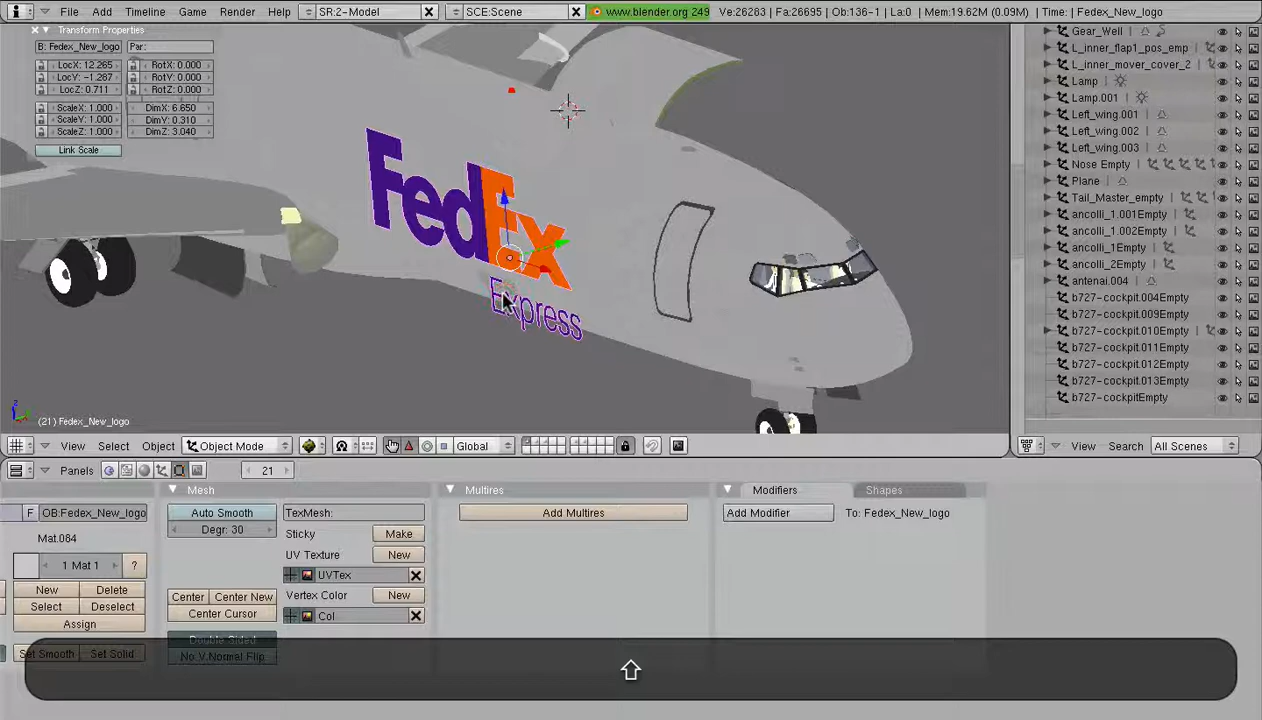 File Add Timeline Game Render Help SR:2-Model SCE:Scene www.blender.org 249 Ve:26263 | Fa:26695 | Ob:136-1 | La:0 | Mem:19.62M (0.09M) | Time: | Fedex_New_logo
Transform Properties
B: Fedex_New_logo Par:
LocX: 12.265 RotX: 0.000
LocY: -1.287 RotY: 0.000
LocZ: 0.711 RotZ: 0.000
ScaleX: 1.000 DimX: 6.650
ScaleY: 1.000 DimY: 0.310
ScaleZ: 1.000 DimZ: 3.040
Link Scale
FedEx
Express
(21) Fedex_New_logo
Gear_Well
L_inner_flap1_pos_emp
L_inner_mover_cover_2
Lamp
Lamp.001
Left_wing.001
Left_wing.002
Left_wing.003
Nose Empty
Plane
Tail_Master_empty
ancolli_1.001Empty
ancolli_1.002Empty
ancolli_1Empty
ancolli_2Empty
antenai.004
b727-cockpit.004Empty
b727-cockpit.009Empty
b727-cockpit.010Empty
b727-cockpit.011Empty
b727-cockpit.012Empty
b727-cockpit.013Empty
b727-cockpitEmpty
View Select Object Object Mode Global
View Search All Scenes
Panels 21
F OB:Fedex_New_logo
Mat.084
1 Mat 1 ?
New Delete
Select Deselect
Assign
Set Smooth Set Solid
Mesh
Auto Smooth
Degr: 30
Center Center New
Center Cursor
Double Sided
No V.Normal Flip
TexMesh:
Sticky Make
UV Texture New
UVTex
Vertex Color New
Col
Multires
Add Multires
Modifiers Shapes
Add Modifier To: Fedex_New_logo